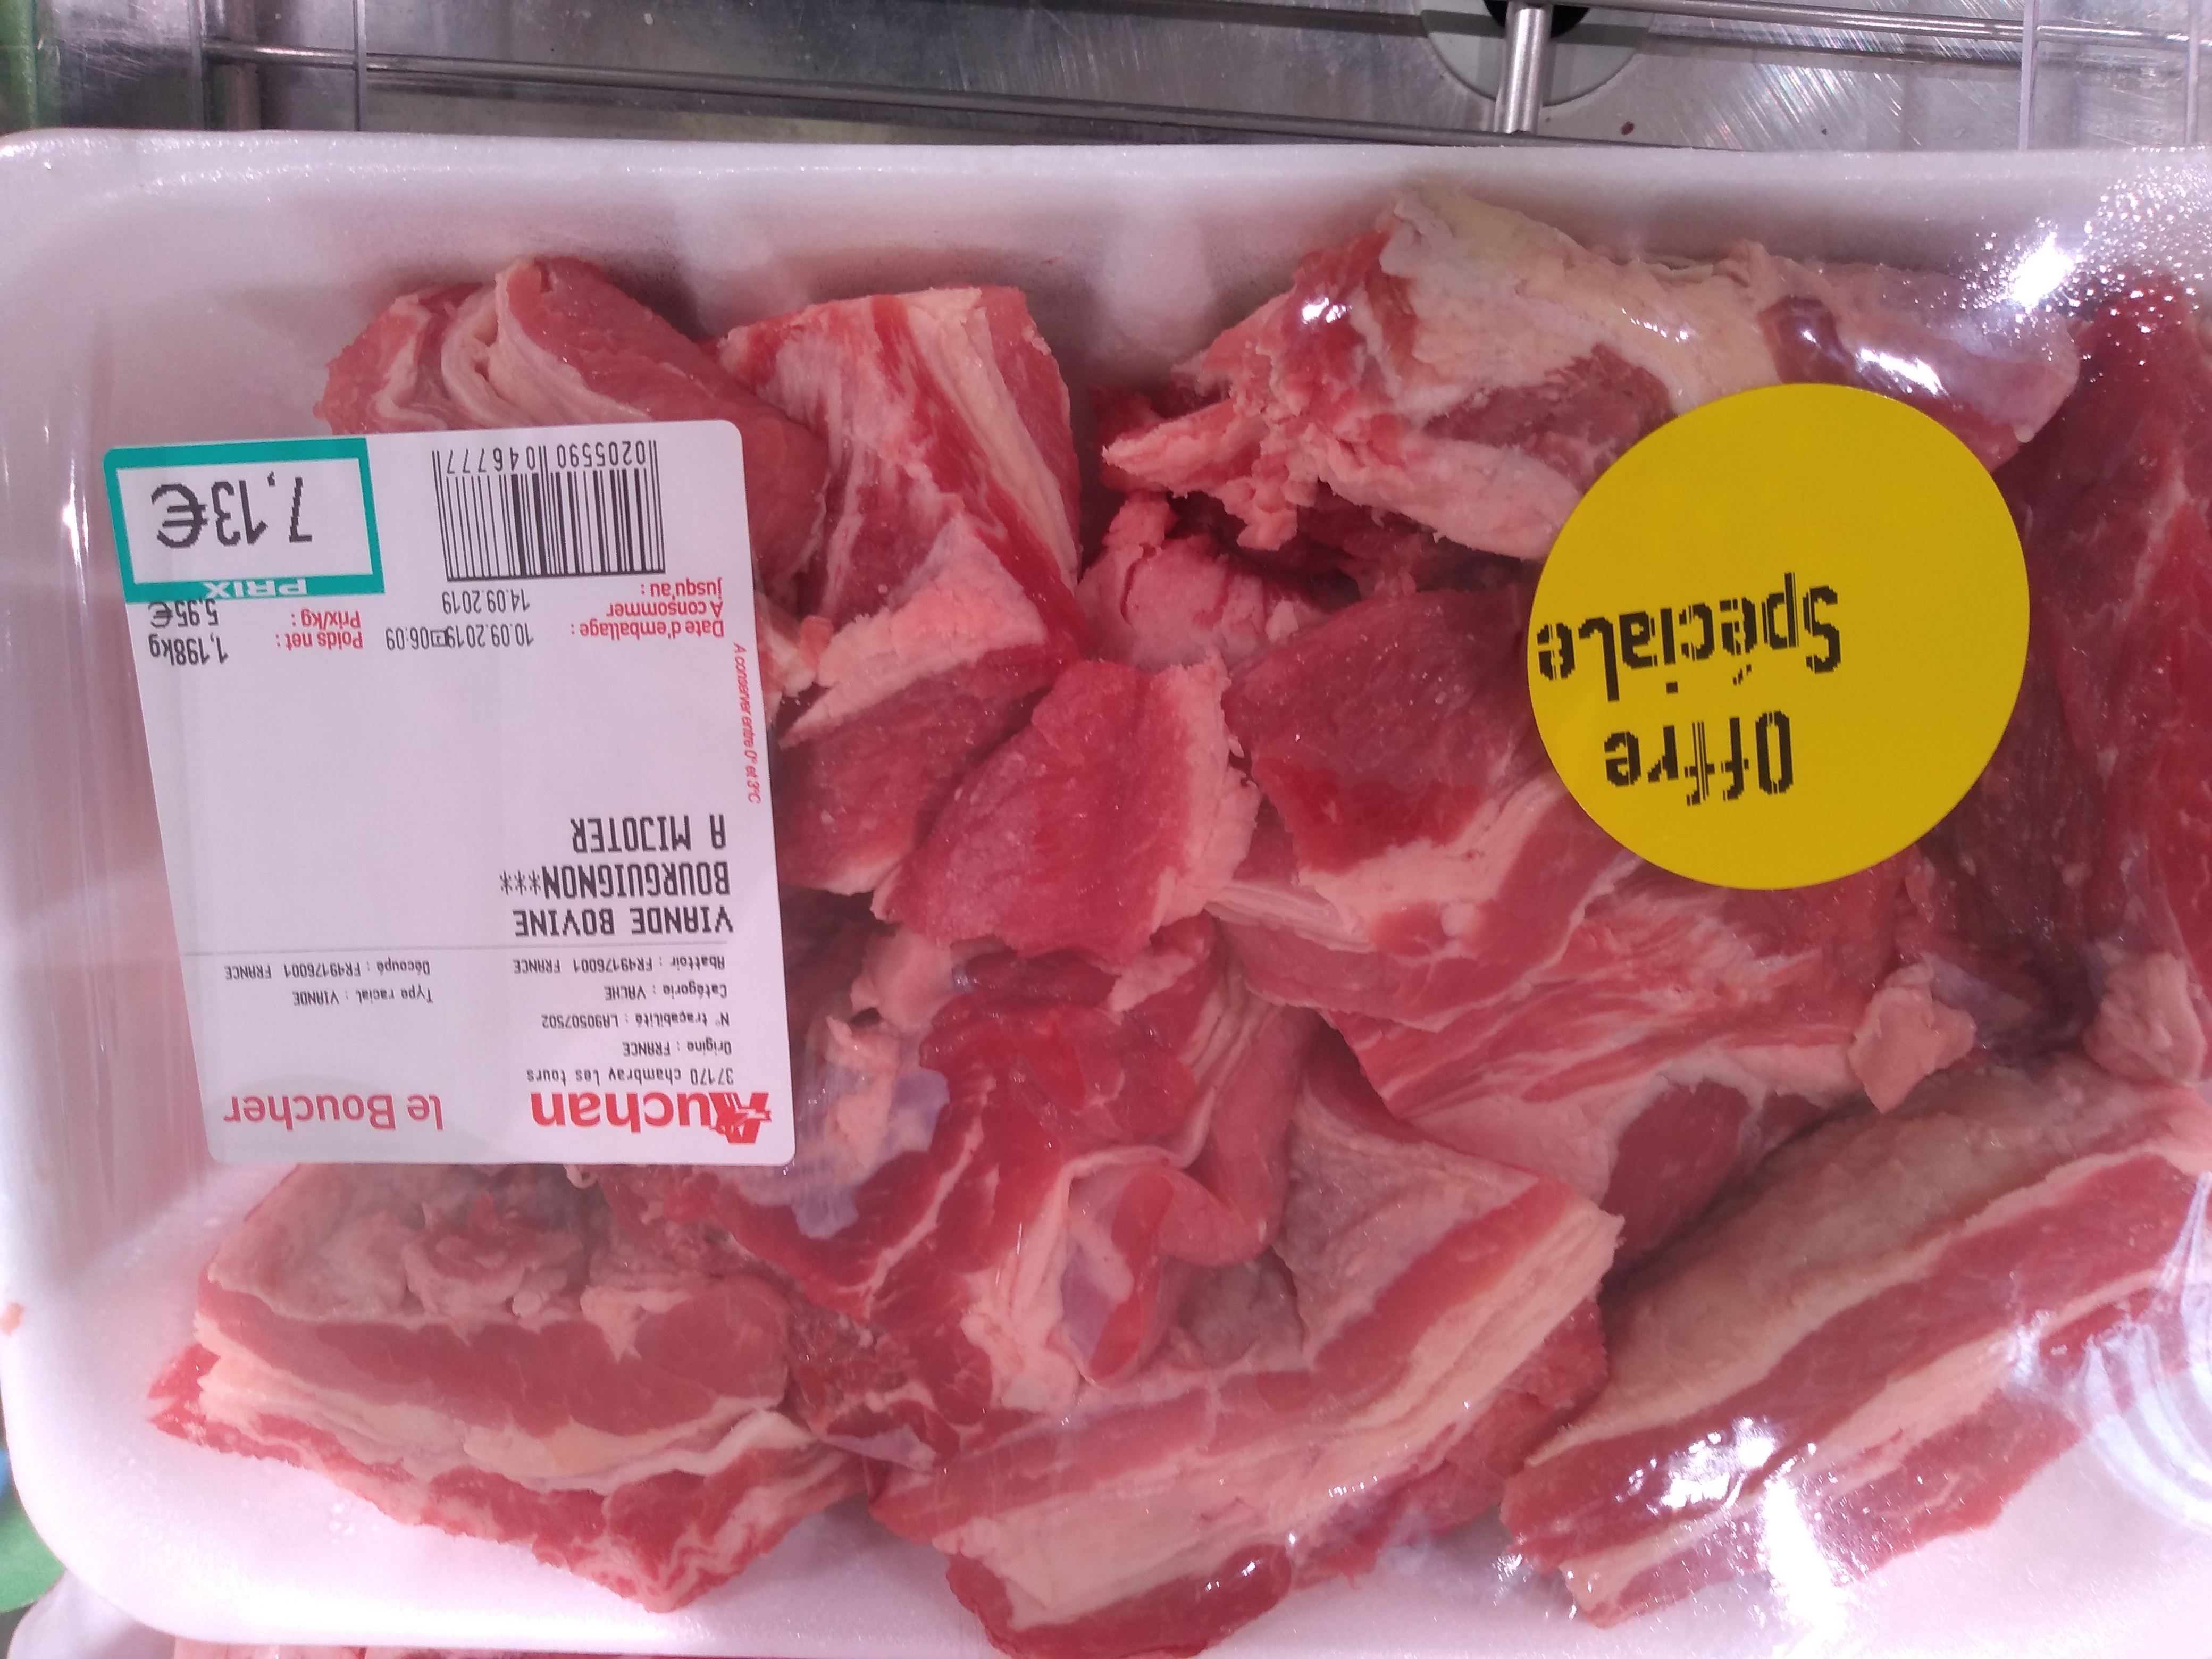 Auchan
le Boucher
37170 chambray les tours
Origine : FRANCE
N° traçabilité : LA90507502
Catégorie : VACHE
Type racial : VIANDE
Abattoir : FR49176001 FRANCE
Découpé : FR49176001 FRANCE
VIANDE BOVINE
BOURGUIGNON***
A MIJOTER
A conserver entre 0° et 3°C
Date d'emballage : 10.09.2019 06:09
Poids net : 1,198kg
A consommer
jusqu'au : 14.09.2019
Prix/kg : 5,95€
PRIX
7,13€
0205590 046777
Offre
Spéciale